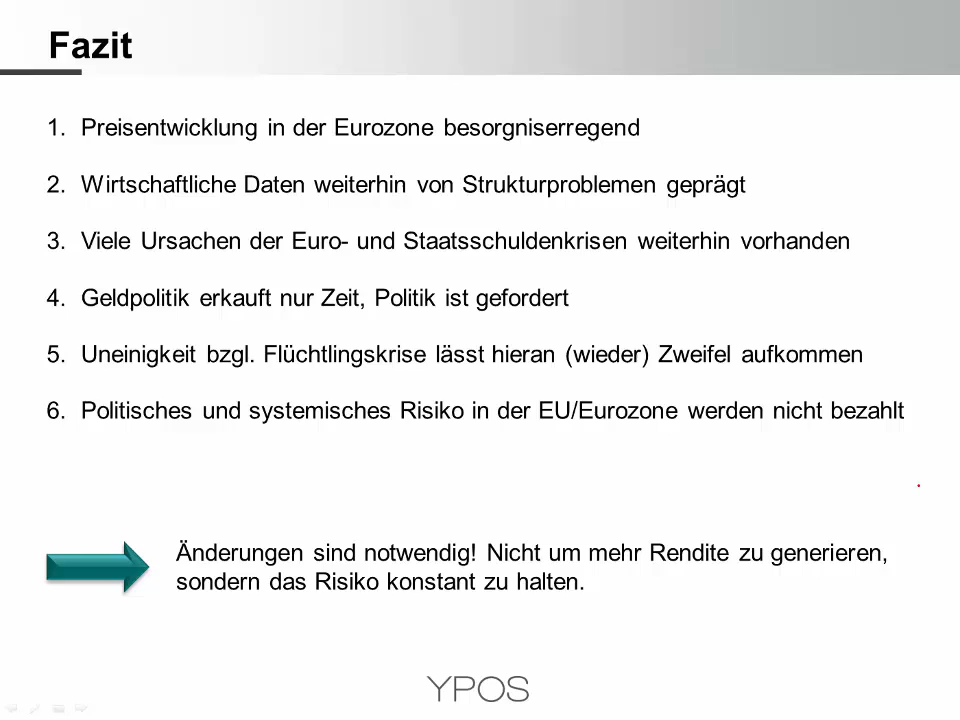 Fazit
1. Preisentwicklung in der Eurozone besorgniserregend
2. Wirtschaftliche Daten weiterhin von Strukturproblemen geprägt
3. Viele Ursachen der Euro- und Staatsschuldenkrisen weiterhin vorhanden
4. Geldpolitik erkauft nur Zeit, Politik ist gefordert
5. Uneinigkeit bzgl. Flüchtlingskrise lässt hieran (wieder) Zweifel aufkommen
6. Politisches und systemisches Risiko in der EU/Eurozone werden nicht bezahlt
Änderungen sind notwendig! Nicht um mehr Rendite zu generieren,
sondern das Risiko konstant zu halten.
YPOS